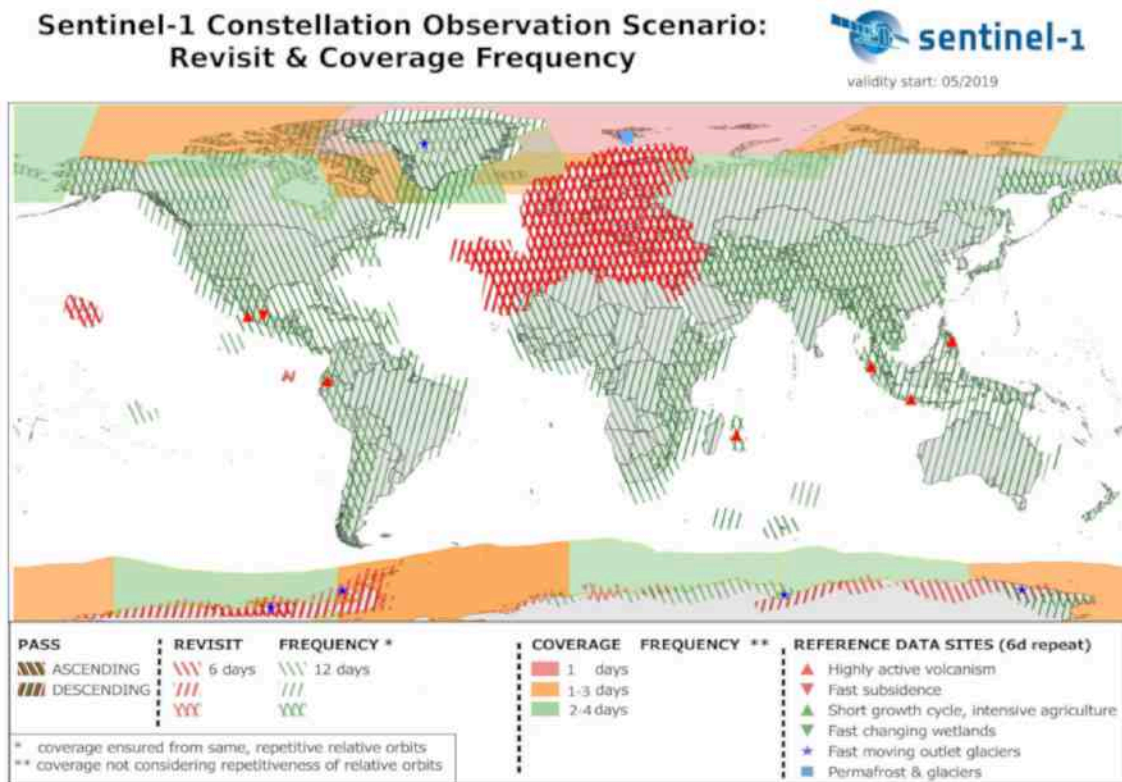 Sentinel-1 Constellation Observation Scenario:
Revisit & Coverage Frequency
sentinel-1
validity start: 05/2019
PASS
ASCENDING
DESCENDING
REVISIT FREQUENCY *
6 days 12 days
COVERAGE FREQUENCY **
1 days
1-3 days
2-4 days
REFERENCE DATA SITES (6d repeat)
Highly active volcanism
Fast subsidence
Short growth cycle, intensive agriculture
Fast changing wetlands
Fast moving outlet glaciers
Permafrost & glaciers
* coverage ensured from same, repetitive relative orbits
** coverage not considering repetitiveness of relative orbits